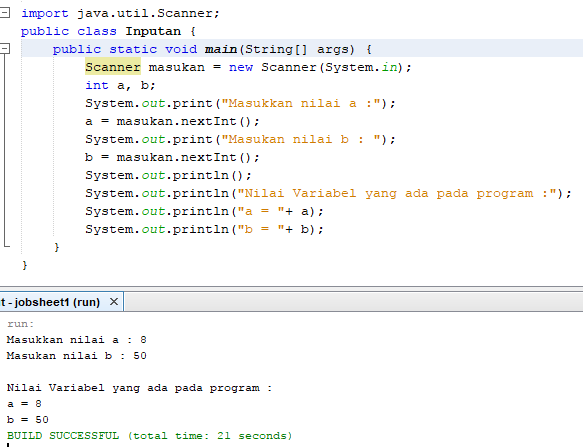 import java.util.Scanner;
public class Inputan {
public static void main(String[] args) {
Scanner masukan = new Scanner(System.in);
int a, b;
System.out.print("Masukkan nilai a :");
a = masukan.nextInt();
System.out.print("Masukan nilai b : ");
b = masukan.nextInt();
System.out.println();
System.out.println("Nilai Variabel yang ada pada program :");
System.out.println("a = "+ a);
System.out.println("b = "+ b);
}
}
t - jobsheet1 (run) ×
run:
Masukkan nilai a : 8
Masukan nilai b : 50
Nilai Variabel yang ada pada program :
a = 8
b = 50
BUILD SUCCESSFUL (total time: 21 seconds)